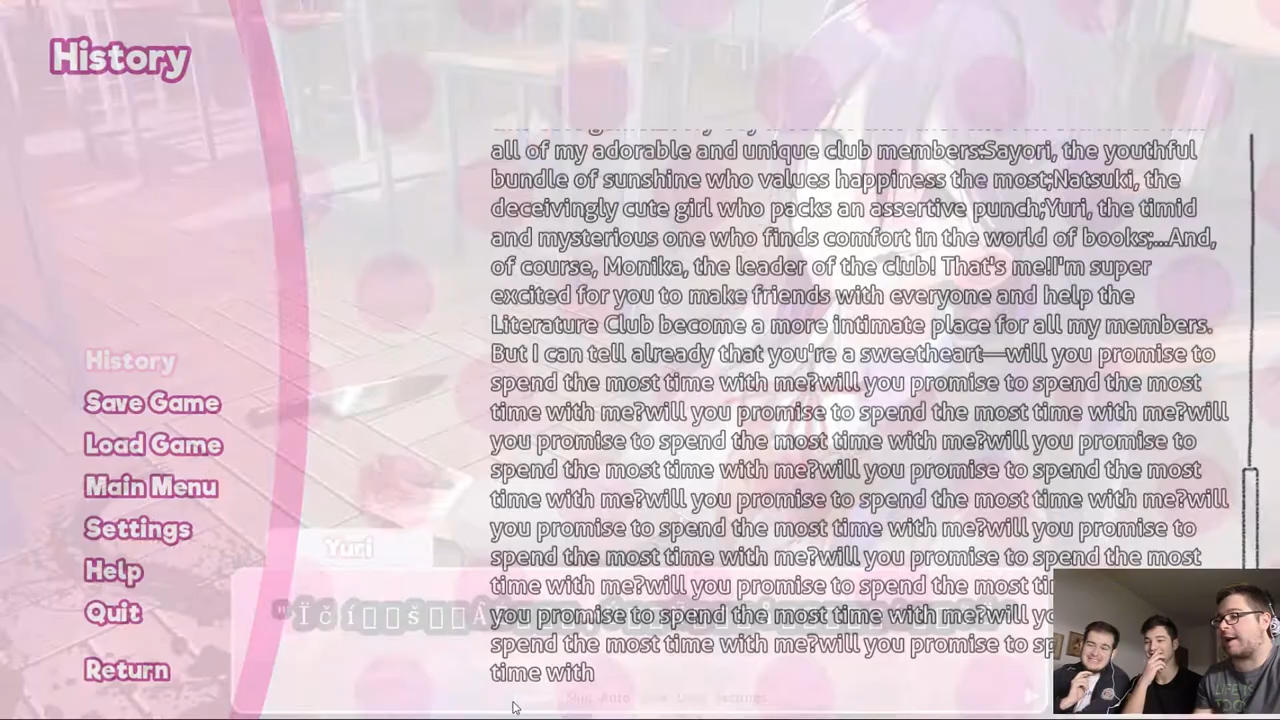 History
all of my adorable and unique club members:Sayori, the youthful
bundle of sunshine who values happiness the most;Natsuki, the
deceivingly cute girl who packs an assertive punch;Yuri, the timid
and mysterious one who finds comfort in the world of books;...And,
of course, Monika, the leader of the club! That's me!I'm super
excited for you to make friends with everyone and help the
Literature Club become a more intimate place for all my members.
But I can tell already that you're a sweetheart—will you promise to
spend the most time with me?will you promise to spend the most
time with me?will you promise to spend the most time with me?will
you promise to spend the most time with me?will you promise to
spend the most time with me?will you promise to spend the most
time with me?will you promise to spend the most time with me?will
you promise to spend the most time with me?will you promise to
spend the most time with me?will you promise to spend the most
time with me?will you promise to spend the most
you promise to spend the most time with me?will
spend the most time with me?will you promise to
time with
History
Save Game
Load Game
Main Menu
Settings
Help
Quit
Return
Yuri
Skip Auto Save Load Settings